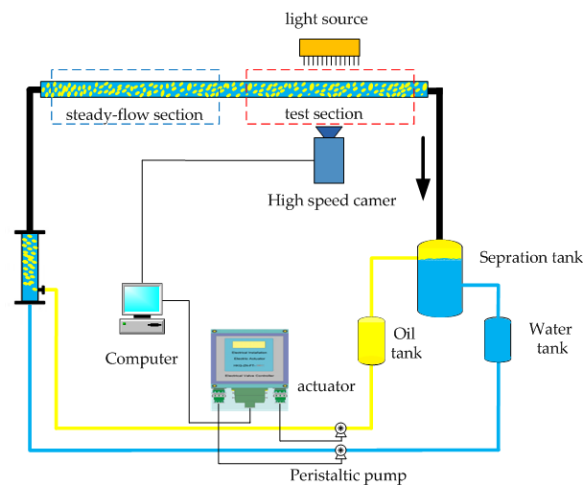 light source
steady-flow section
test section
High speed camer
Sepration tank
Oil
tank
Water
tank
Computer
actuator
Peristaltic pump